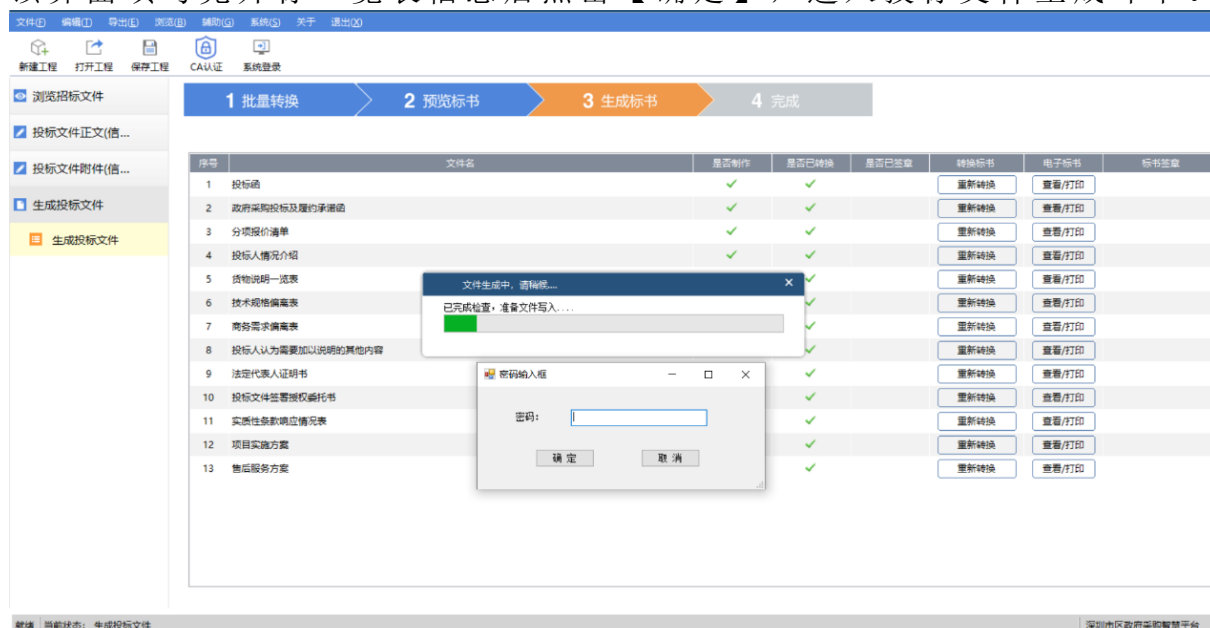 文件(F) 编辑(I) 导出(E) 浏览(B) 辅助(G) 系统(S) 关于 退出(X)
新建工程 打开工程 保存工程 CA认证 系统登录
浏览招标文件
1 批量转换 2 预览标书 3 生成标书 4 完成
投标文件正文(信...
投标文件附件(信...
生成投标文件
生成投标文件
序号 文件名 是否制作 是否已转换 是否已签章 转换标书 电子标书 标书签章
1 投标函 重新转换 查看/打印
2 政府采购投标及履约承诺函 重新转换 查看/打印
3 分项报价清单 重新转换 查看/打印
4 投标人情况介绍 重新转换 查看/打印
5 货物说明一览表 重新转换 查看/打印
6 技术规格偏离表 重新转换 查看/打印
7 商务需求偏离表 重新转换 查看/打印
8 投标人认为需要加以说明的其他内容 重新转换 查看/打印
9 法定代表人证明书 重新转换 查看/打印
10 投标文件签署授权委托书 重新转换 查看/打印
11 实质性条款响应情况表 重新转换 查看/打印
12 项目实施方案 重新转换 查看/打印
13 售后服务方案 重新转换 查看/打印
文件生成中，请稍候....
已完成检查，准备文件写入....
密码输入框
密码：
确 定 取 消
就绪 当前状态：生成投标文件 深圳市区政府采购智慧平台